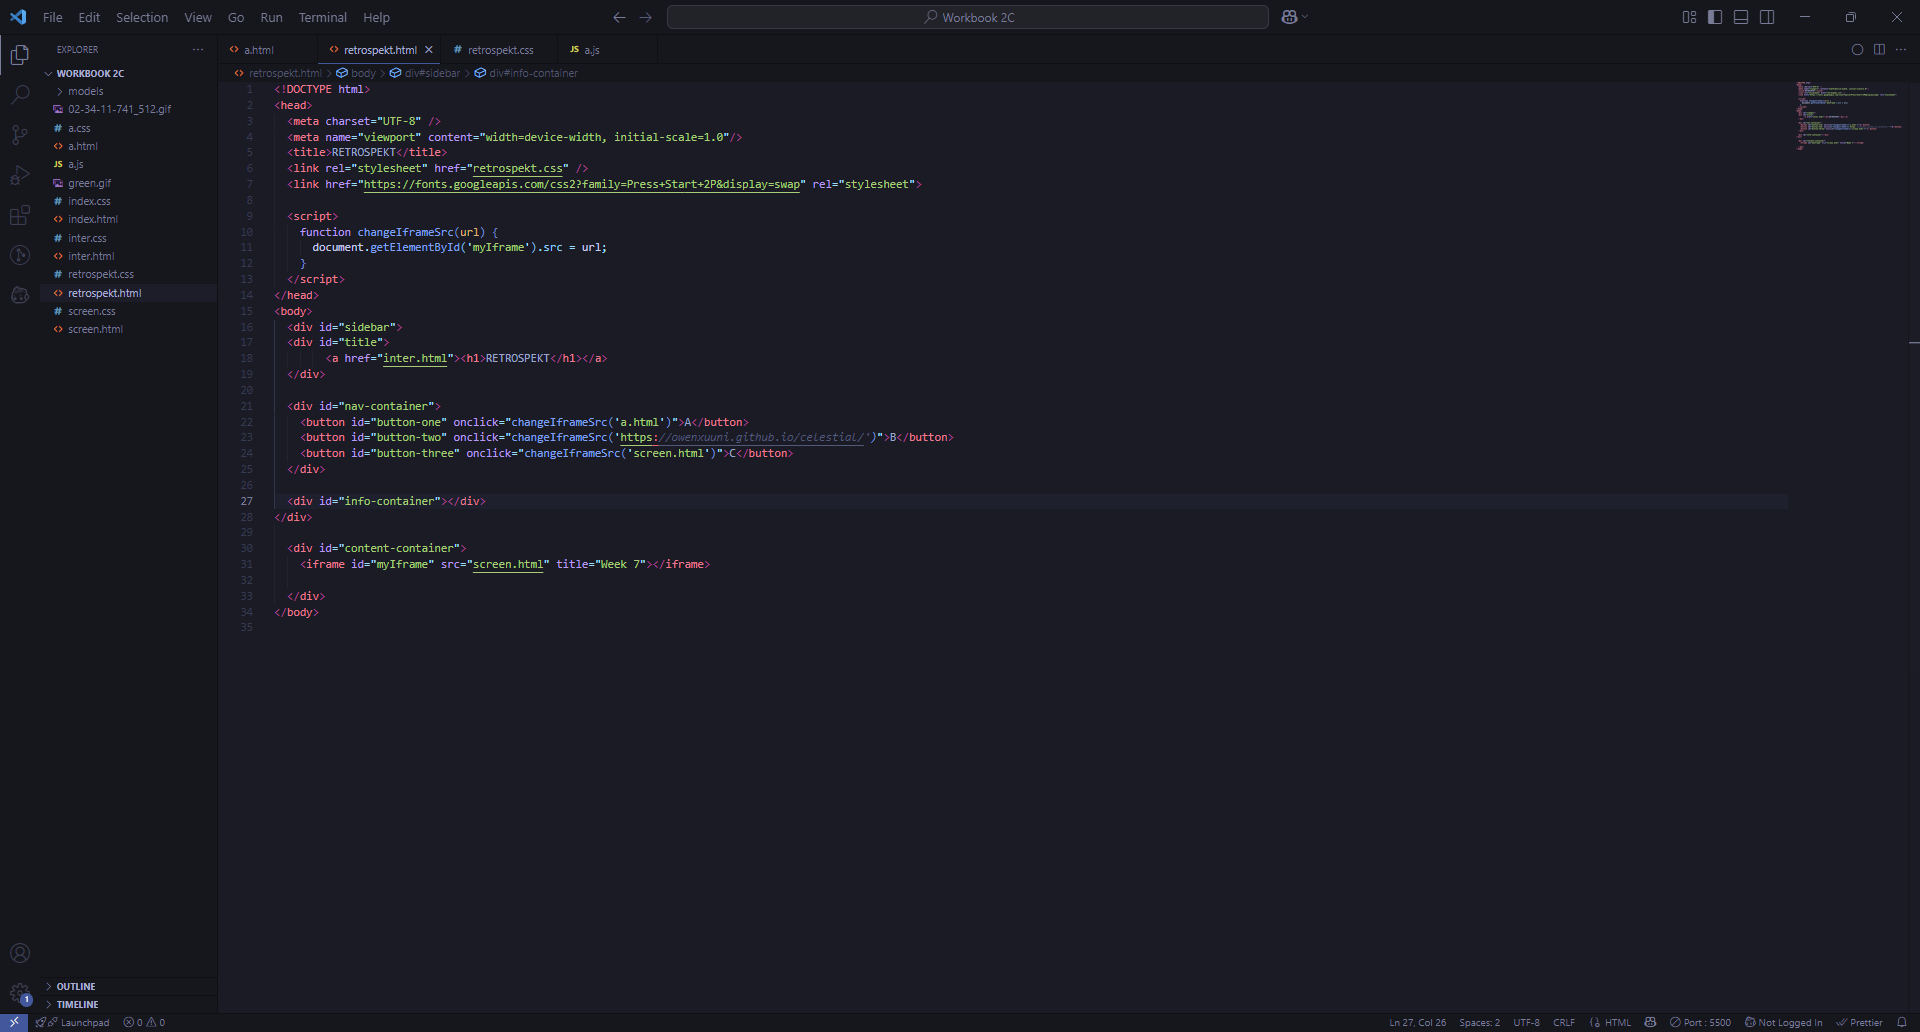 File Edit Selection View Go Run Terminal Help
Workbook 2C
EXPLORER
WORKBOOK 2C
models
02-34-11-741_512.gif
# a.css
<> a.html
JS a.js
green.gif
# index.css
<> index.html
# inter.css
<> inter.html
# retrospekt.css
<> retrospekt.html
# screen.css
<> screen.html
OUTLINE
TIMELINE
<> a.html
<> retrospekt.html
# retrospekt.css
JS a.js
<> retrospekt.html > body > div#sidebar > div#info-container
1 <!DOCTYPE html>
2 <head>
3 <meta charset="UTF-8" />
4 <meta name="viewport" content="width=device-width, initial-scale=1.0"/>
5 <title>RETROSPEKT</title>
6 <link rel="stylesheet" href="retrospekt.css" />
7 <link href="https://fonts.googleapis.com/css2?family=Press+Start+2P&display=swap" rel="stylesheet">
8
9 <script>
10 function changeIframeSrc(url) {
11 document.getElementById('myIframe').src = url;
12 }
13 </script>
14 </head>
15 <body>
16 <div id="sidebar">
17 <div id="title">
18 <a href="inter.html"><h1>RETROSPEKT</h1></a>
19 </div>
20
21 <div id="nav-container">
22 <button id="button-one" onclick="changeIframeSrc('a.html')">A</button>
23 <button id="button-two" onclick="changeIframeSrc('https://owenxuuni.github.io/celestial/')">B</button>
24 <button id="button-three" onclick="changeIframeSrc('screen.html')">C</button>
25 </div>
26
27 <div id="info-container"></div>
28 </div>
29
30 <div id="content-container">
31 <iframe id="myIframe" src="screen.html" title="Week 7"></iframe>
32
33 </div>
34 </body>
35
1
Launchpad 0 0
Ln 27, Col 26 Spaces: 2 UTF-8 CRLF {} HTML Port : 5500 Not Logged In Prettier